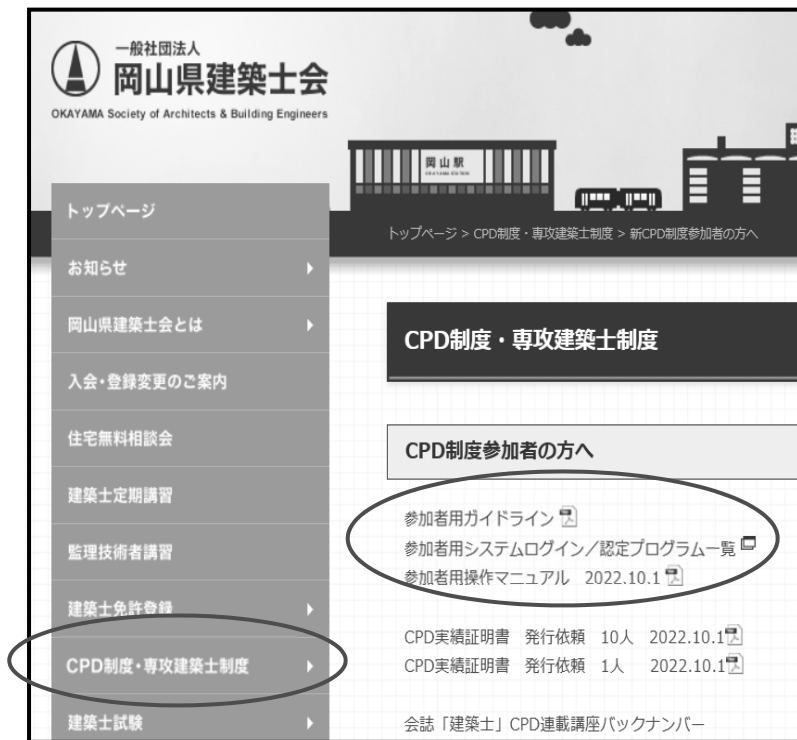 一般社団法人
岡山県建築士会
OKAYAMA Society of Architects & Building Engineers
岡山駅
OKAYAMA STATION
トップページ
お知らせ
岡山県建築士会とは
入会・登録変更のご案内
住宅無料相談会
建築士定期講習
監理技術者講習
建築士免許登録
CPD制度・専攻建築士制度
建築士試験
トップページ > CPD制度・専攻建築士制度 > 新CPD制度参加者の方へ
CPD制度・専攻建築士制度
CPD制度参加者の方へ
参加者用ガイドライン
参加者用システムログイン／認定プログラム一覧
参加者用操作マニュアル 2022.10.1
CPD実績証明書 発行依頼 10人 2022.10.1
CPD実績証明書 発行依頼 1人 2022.10.1
会誌「建築士」CPD連載講座バックナンバー